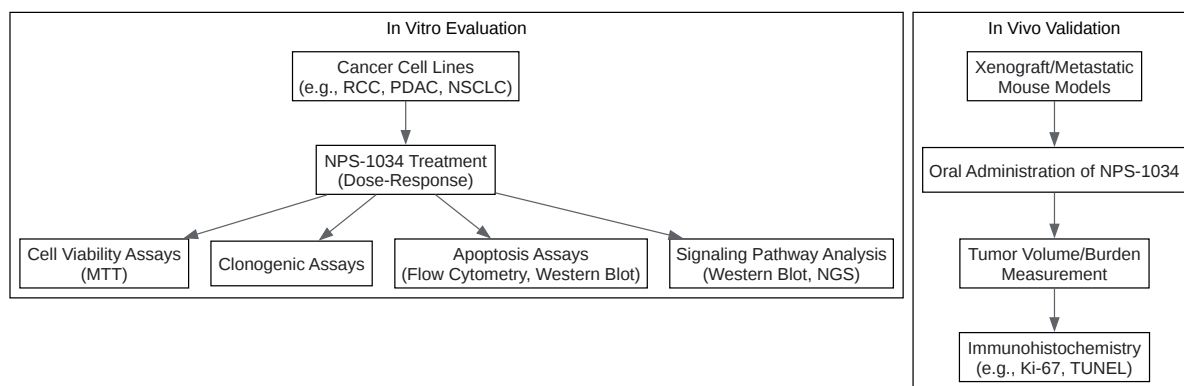 In Vitro Evaluation
Cancer Cell Lines
(e.g., RCC, PDAC, NSCLC)
NPS-1034 Treatment
(Dose-Response)
Cell Viability Assays
(MTT)
Clonogenic Assays
Apoptosis Assays
(Flow Cytometry, Western Blot)
Signaling Pathway Analysis
(Western Blot, NGS)
In Vivo Validation
Xenograft/Metastatic
Mouse Models
Oral Administration of NPS-1034
Tumor Volume/Burden
Measurement
Immunohistochemistry
(e.g., Ki-67, TUNEL)